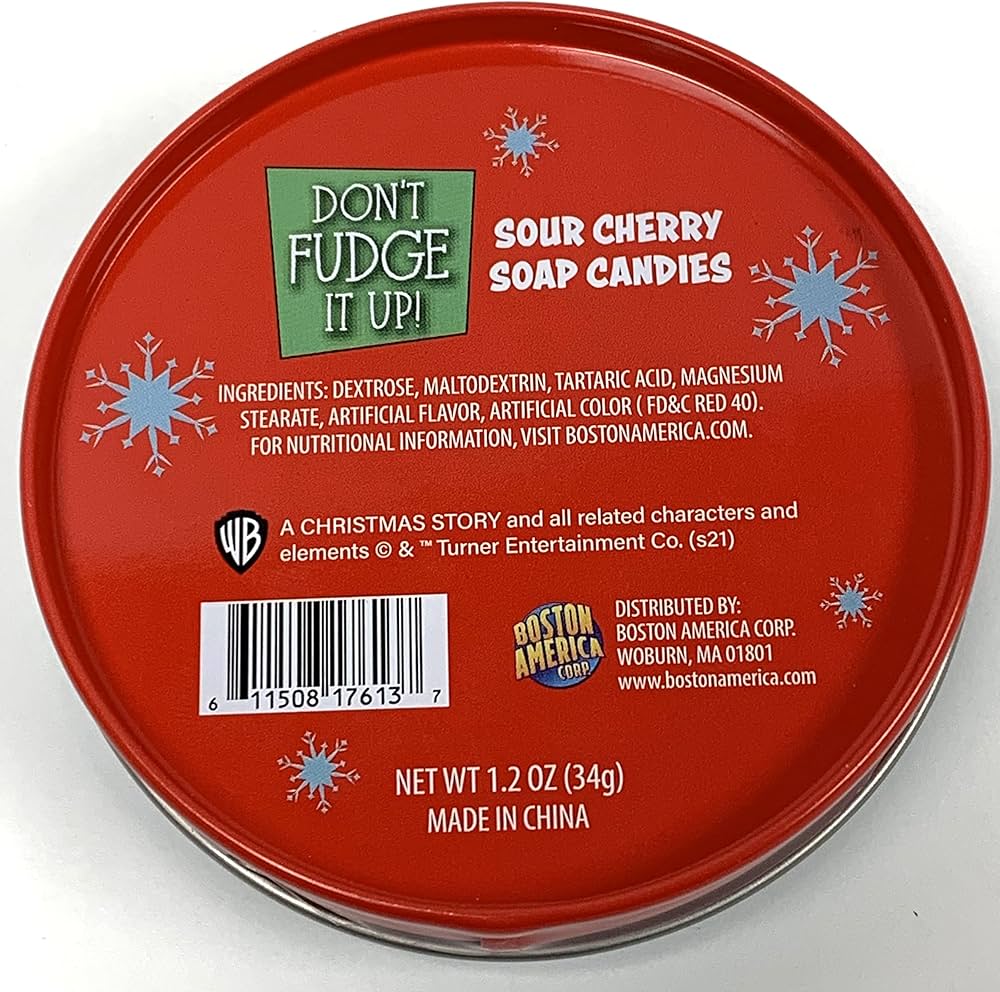 DON'T
FUDGE
IT UP!
SOUR CHERRY
SOAP CANDIES
INGREDIENTS: DEXTROSE, MALTODEXTRIN, TARTARIC ACID, MAGNESIUM
STEARATE, ARTIFICIAL FLAVOR, ARTIFICIAL COLOR ( FD&C RED 40).
FOR NUTRITIONAL INFORMATION, VISIT BOSTONAMERICA.COM.
WB
A CHRISTMAS STORY and all related characters and
elements © & ™ Turner Entertainment Co. (s21)
6 11508 17613 7
BOSTON
AMERICA
CORP.
DISTRIBUTED BY:
BOSTON AMERICA CORP.
WOBURN, MA 01801
www.bostonamerica.com
NET WT 1.2 OZ (34g)
MADE IN CHINA